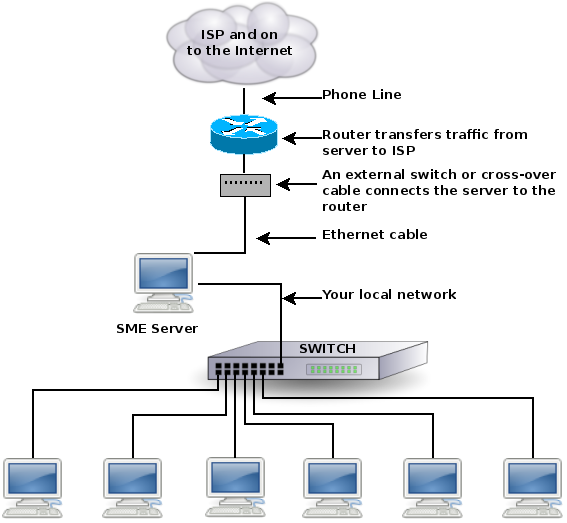 ISP and on
to the Internet
Phone Line
Router transfers traffic from
server to ISP
An external switch or cross-over
cable connects the server to the
router
Ethernet cable
Your local network
SME Server
SWITCH